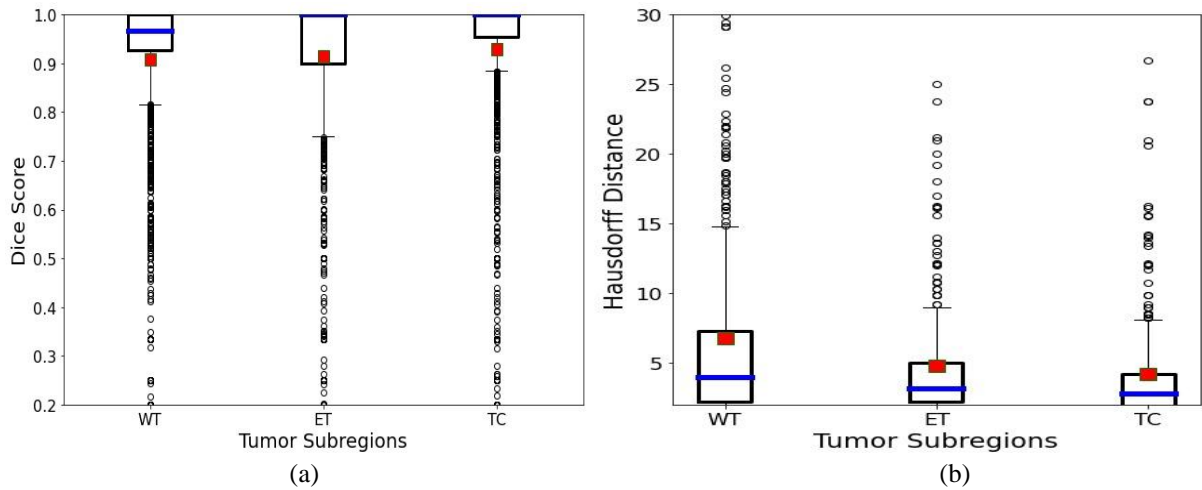 1.0
0.9
0.8
0.7
0.6
0.5
0.4
0.3
0.2
Dice Score
WT ET TC
Tumor Subregions
(a)
30
25
20
15
10
5
Hausdorff Distance
WT ET TC
Tumor Subregions
(b)